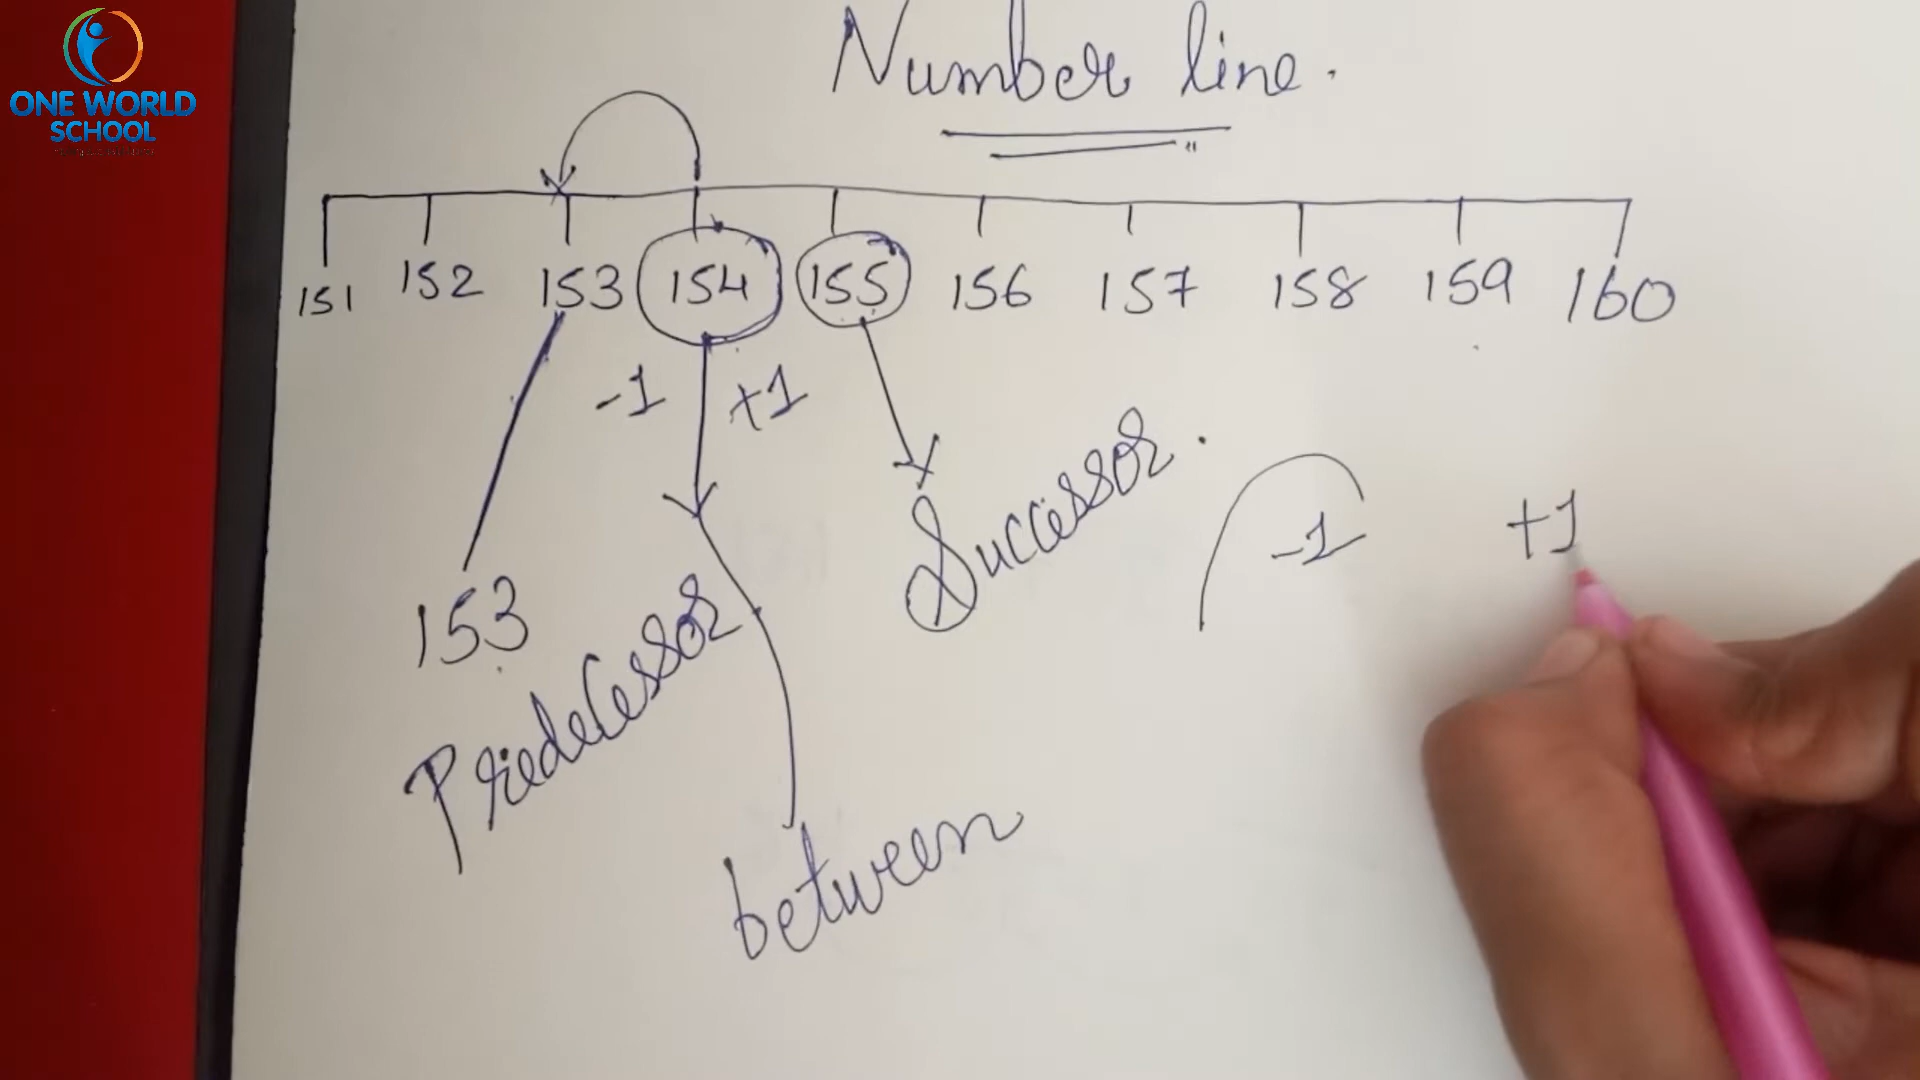 ONE WORLD
SCHOOL
Number line.
151 152 153 154 155 156 157 158 159 160
-1 +1
Successor.
-1 +1
153
Predecessor
between